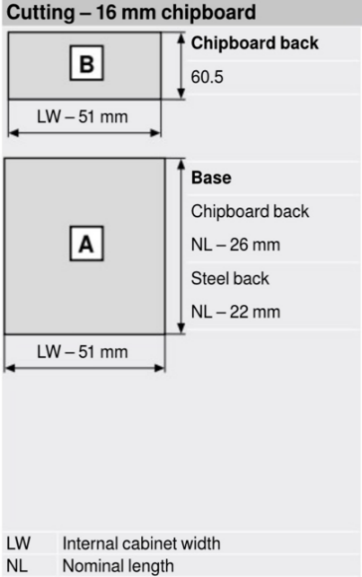 Cutting – 16 mm chipboard
B
Chipboard back
60.5
LW – 51 mm
A
Base
Chipboard back
NL – 26 mm
Steel back
NL – 22 mm
LW – 51 mm
LW Internal cabinet width
NL Nominal length